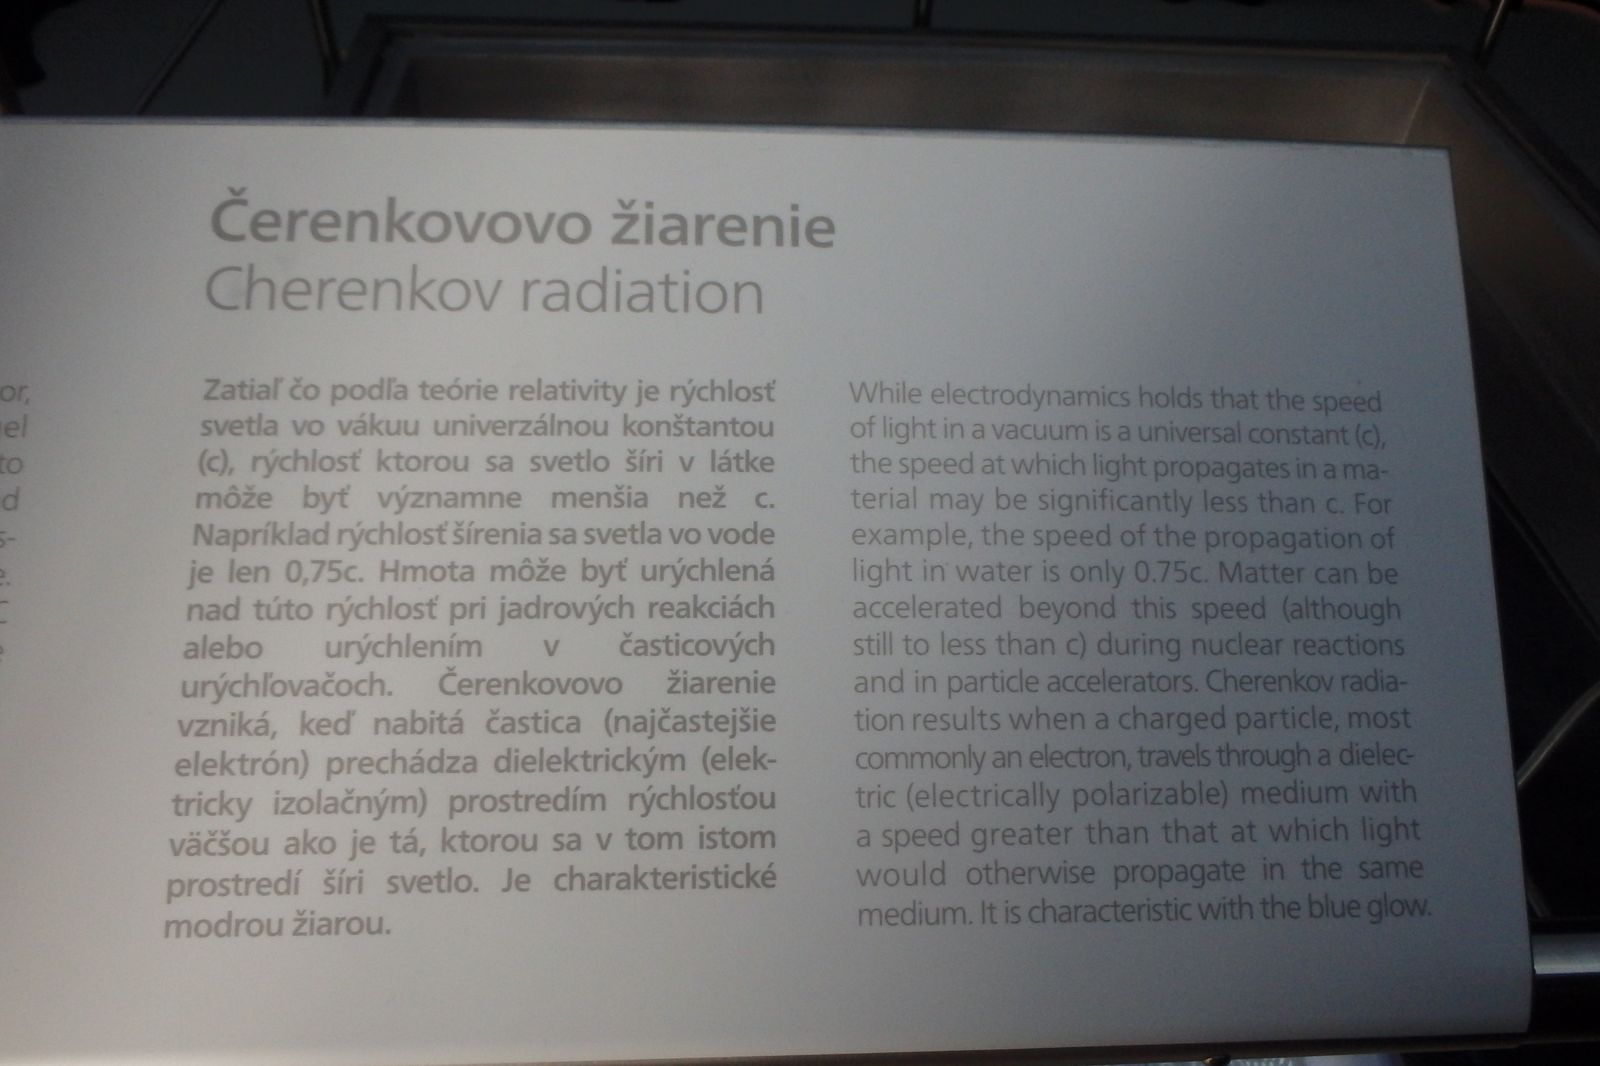 Čerenkovovo žiarenie
Cherenkov radiation
or,
el
to
d
s-
e.
Zatiaľ čo podľa teórie relativity je rýchlosť
svetla vo vákuu univerzálnou konštantou
(c), rýchlosť ktorou sa svetlo šíri v látke
môže byť významne menšia než c.
Napríklad rýchlosť šírenia sa svetla vo vode
je len 0,75c. Hmota môže byť urýchlená
nad túto rýchlosť pri jadrových reakciách
alebo urýchlením v časticových
urýchľovačoch. Čerenkovovo žiarenie
vzniká, keď nabitá častica (najčastejšie
elektrón) prechádza dielektrickým (elek-
tricky izolačným) prostredím rýchlosťou
väčšou ako je tá, ktorou sa v tom istom
prostredí šíri svetlo. Je charakteristické
modrou žiarou.
While electrodynamics holds that the speed
of light in a vacuum is a universal constant (c),
the speed at which light propagates in a ma-
terial may be significantly less than c. For
example, the speed of the propagation of
light in water is only 0.75c. Matter can be
accelerated beyond this speed (although
still to less than c) during nuclear reactions
and in particle accelerators. Cherenkov radia-
tion results when a charged particle, most
commonly an electron, travels through a dielec-
tric (electrically polarizable) medium with
a speed greater than that at which light
would otherwise propagate in the same
medium. It is characteristic with the blue glow.